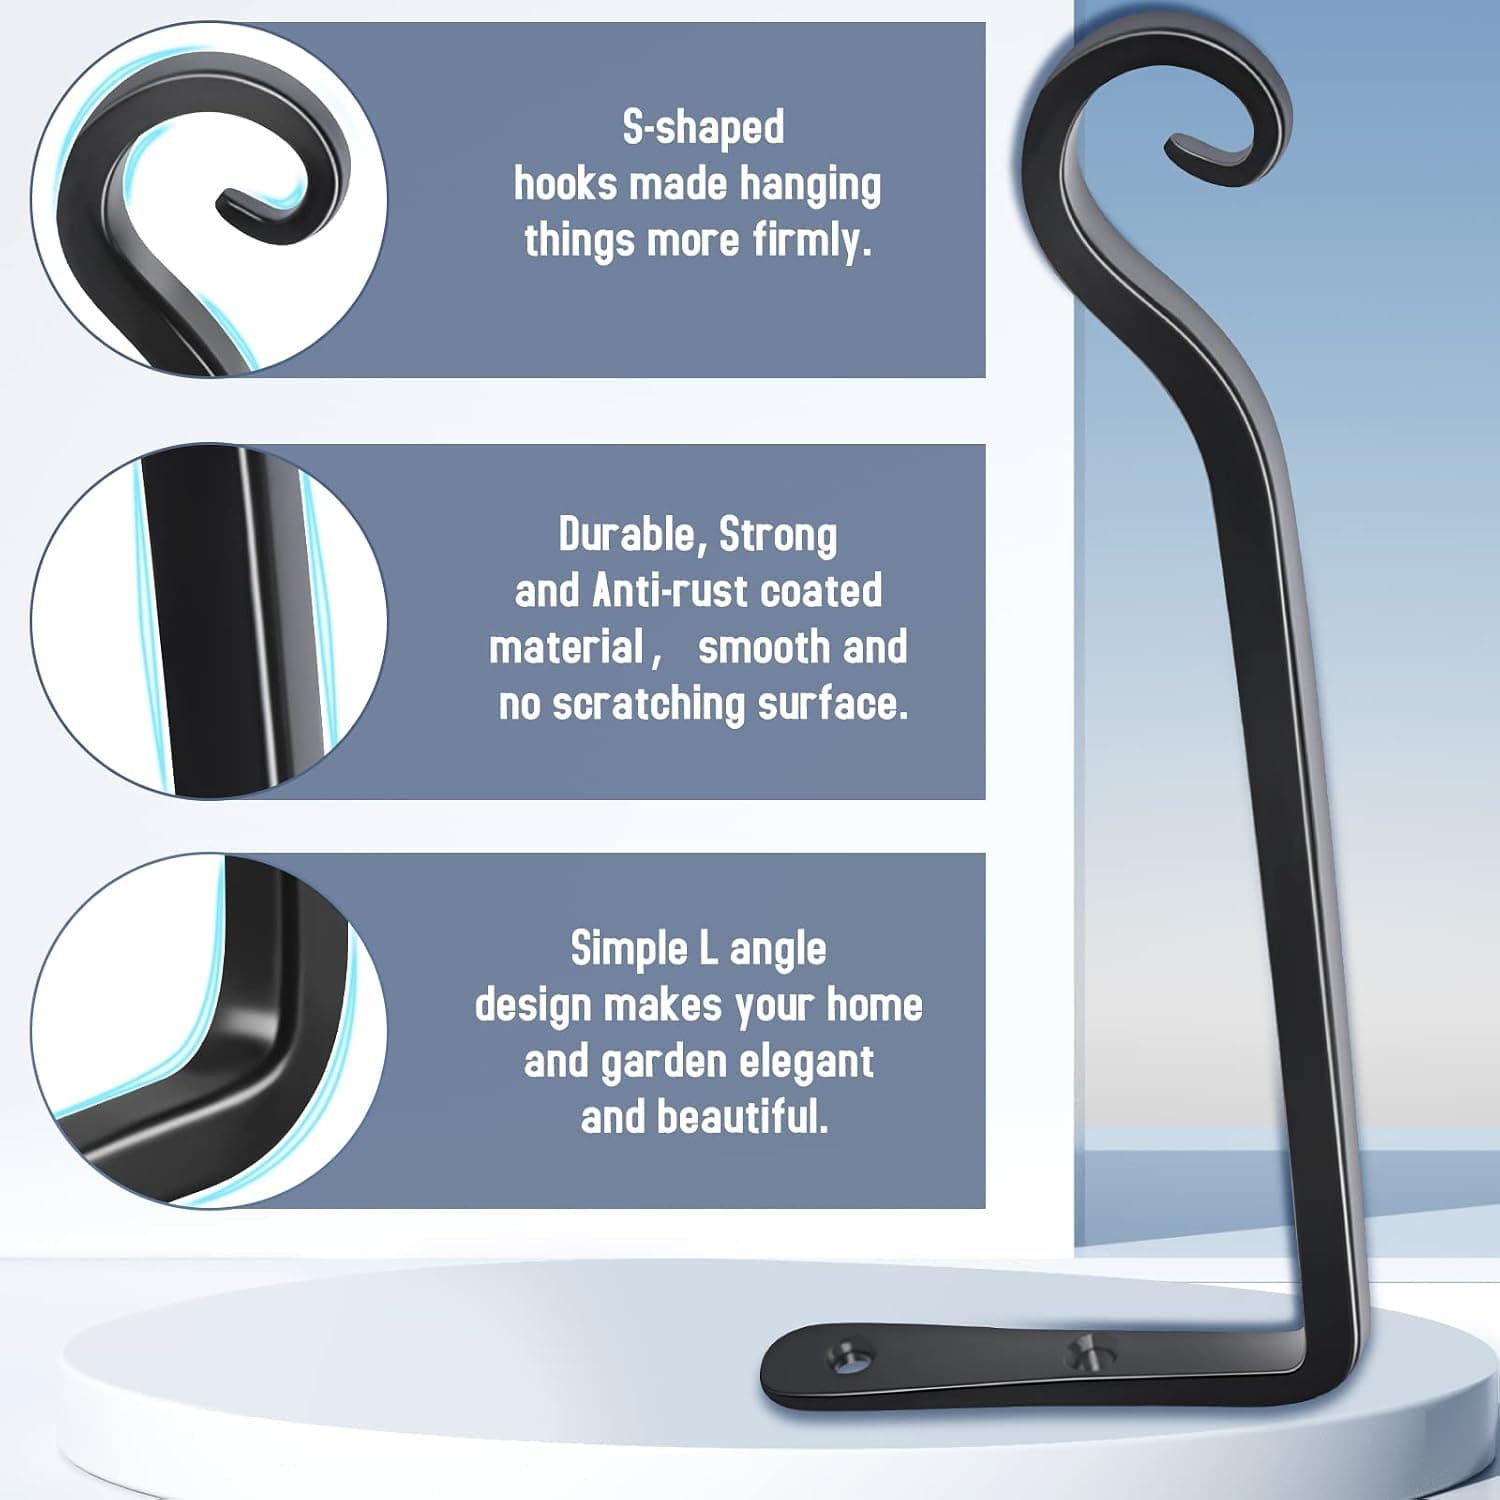 S-shaped
hooks made hanging
things more firmly.
Durable, Strong
and Anti-rust coated
material， smooth and
no scratching surface.
Simple L angle
design makes your home
and garden elegant
and beautiful.